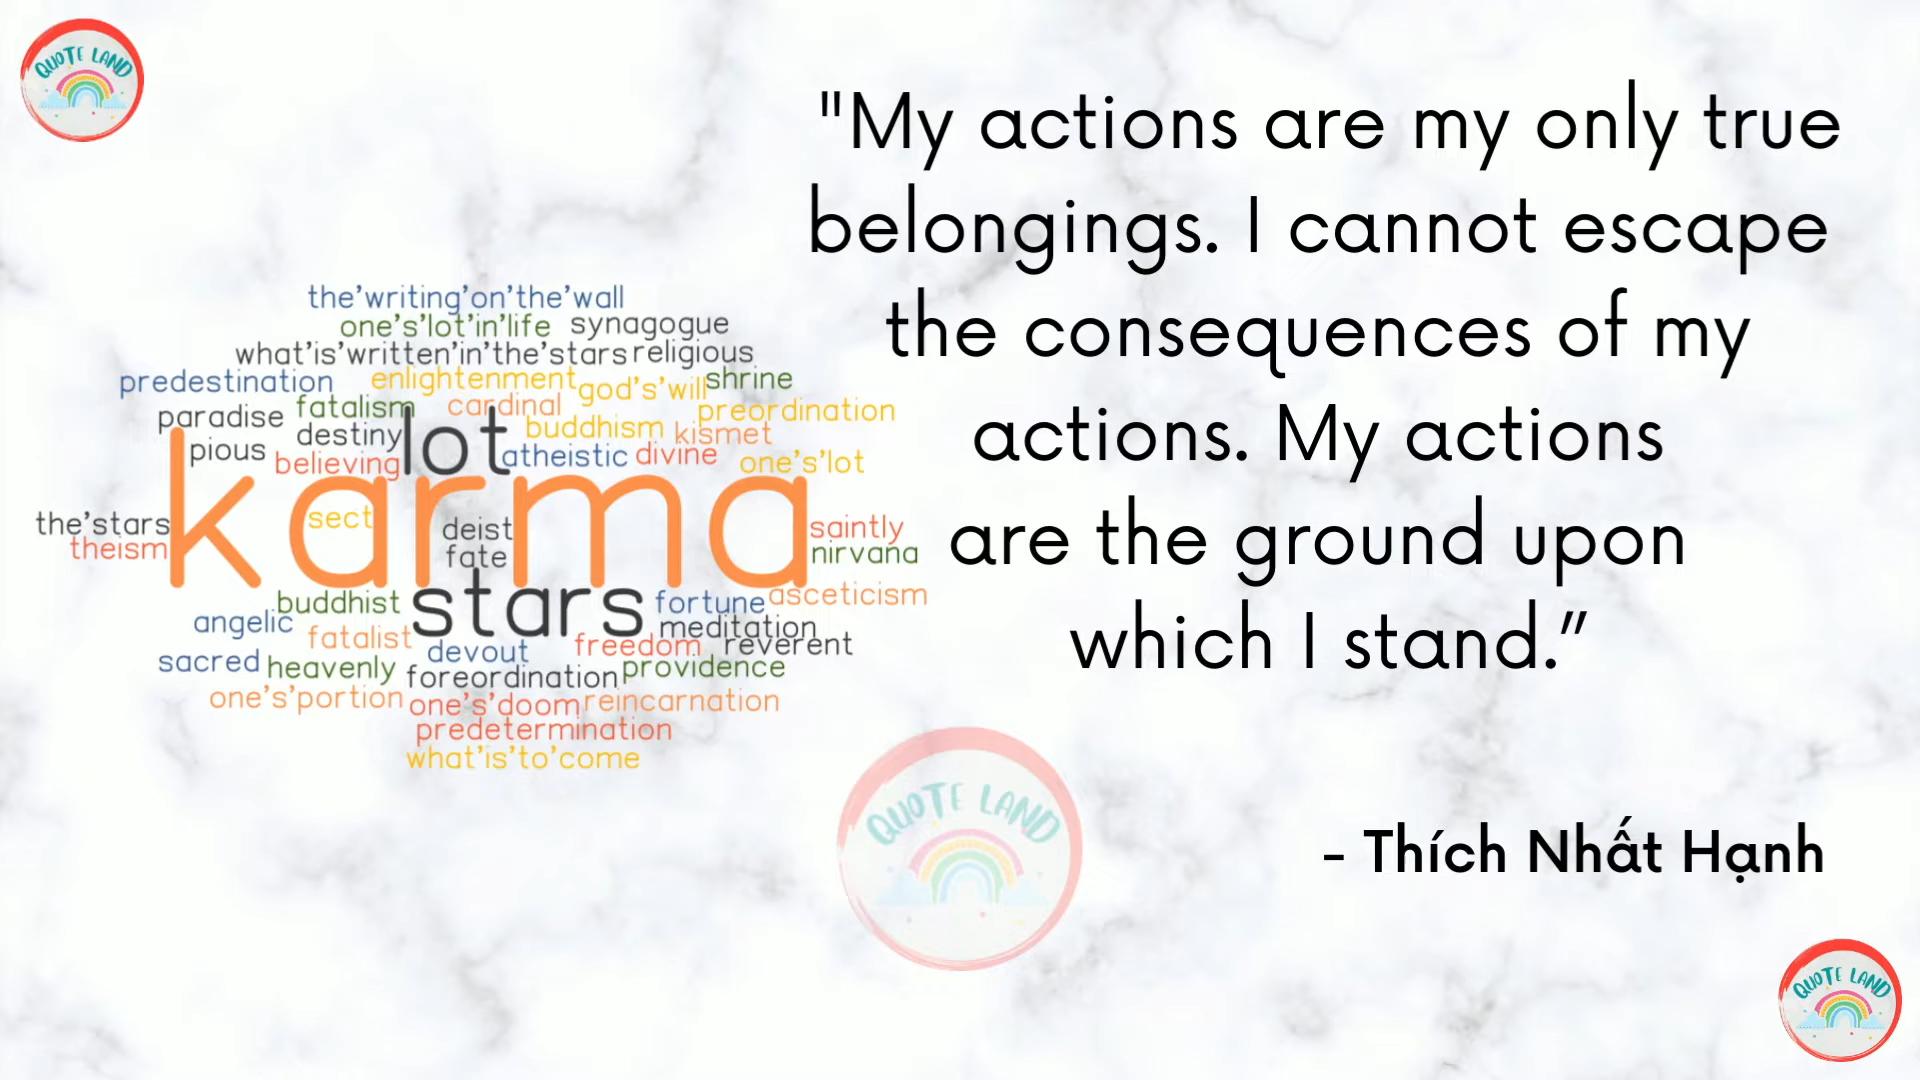 QUOTE LAND
"My actions are my only true
belongings. I cannot escape
the consequences of my
actions. My actions
are the ground upon
which I stand.”
- Thích Nhất Hạnh
the'writing'on'the'wall
one's'lot'in'life synagogue
what'is'written'in'the'stars religious
predestination enlightenment god's'will shrine
paradise fatalism cardinal preordination
pious destiny lot buddhism kismet
believing atheistic divine one's'lot
karma
the'stars sect deist saintly
theism fate nirvana
buddhist stars fortune asceticism
angelic fatalist meditation
sacred heavenly devout freedom reverent
foreordination providence
one's'portion one's'doom reincarnation
predetermination
what'is'to'come
QUOTE LAND
QUOTE LAND